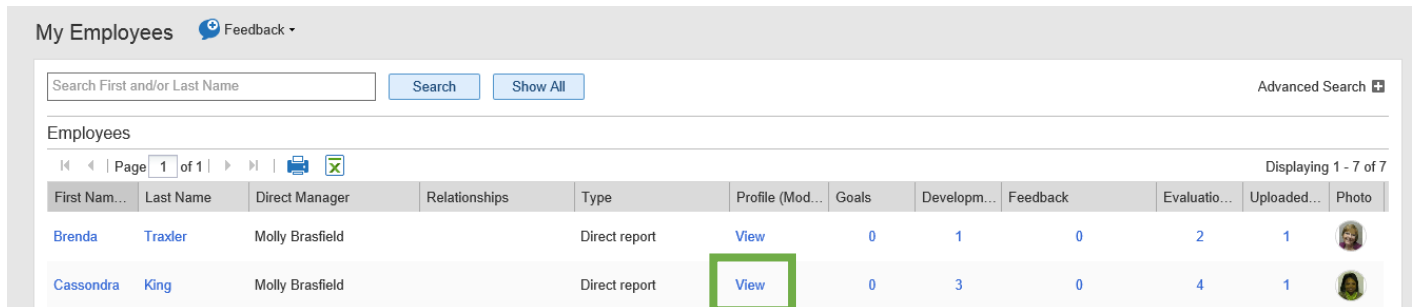 My Employees Feedback
Search First and/or Last Name Search Show All Advanced Search
Employees
Page 1 of 1 Displaying 1 - 7 of 7
First Nam... Last Name Direct Manager Relationships Type Profile (Mod... Goals Developm... Feedback Evaluatio... Uploaded... Photo
Brenda Traxler Molly Brasfield Direct report View 0 1 0 2 1
Cassondra King Molly Brasfield Direct report View 0 3 0 4 1